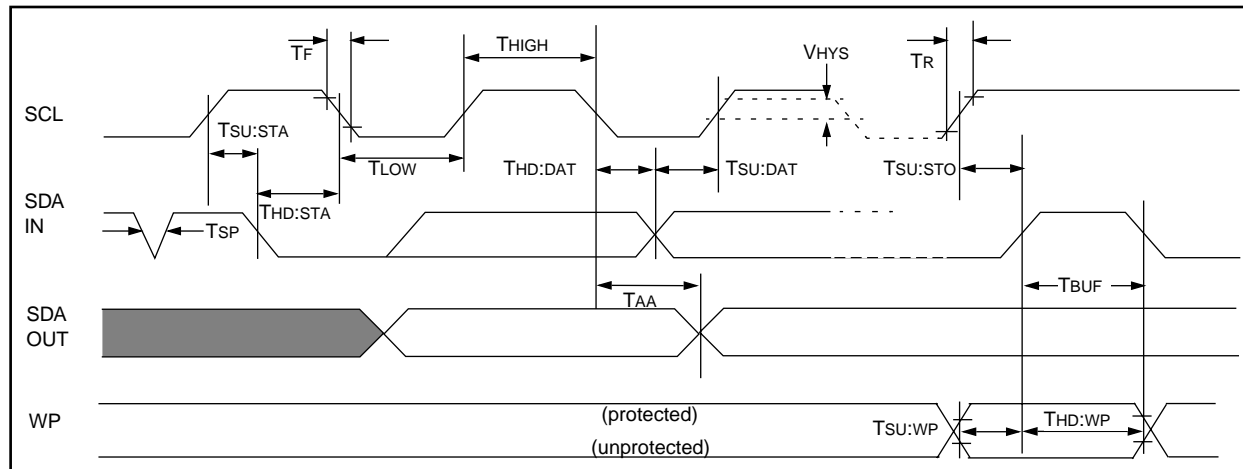 TF
THIGH
VHYS
TR
SCL
TSU:STA
TLOW
THD:DAT
TSU:DAT
TSU:STO
SDA
IN
THD:STA
TSP
TBUF
TAA
SDA
OUT
WP
(protected)
(unprotected)
TSU:WP
THD:WP